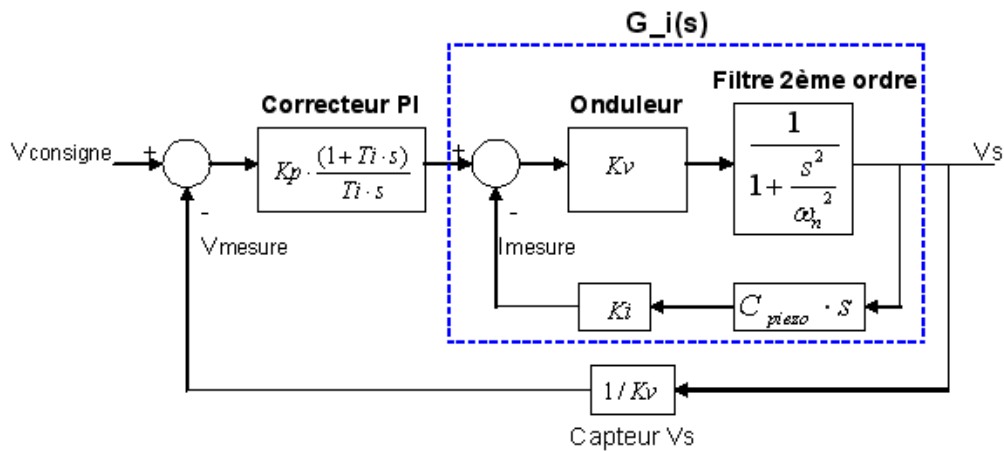 G_i(s)
Filtre 2ème ordre
Correcteur PI
Onduleur
Vconsigne
+
Kp · (1 + Ti · s) / Ti · s
+
Kv
1 / 1 + s² / ωn²
Vs
-
Vmesure
-
Imesure
Ki
C piezo · s
1 / Kv
Capteur Vs